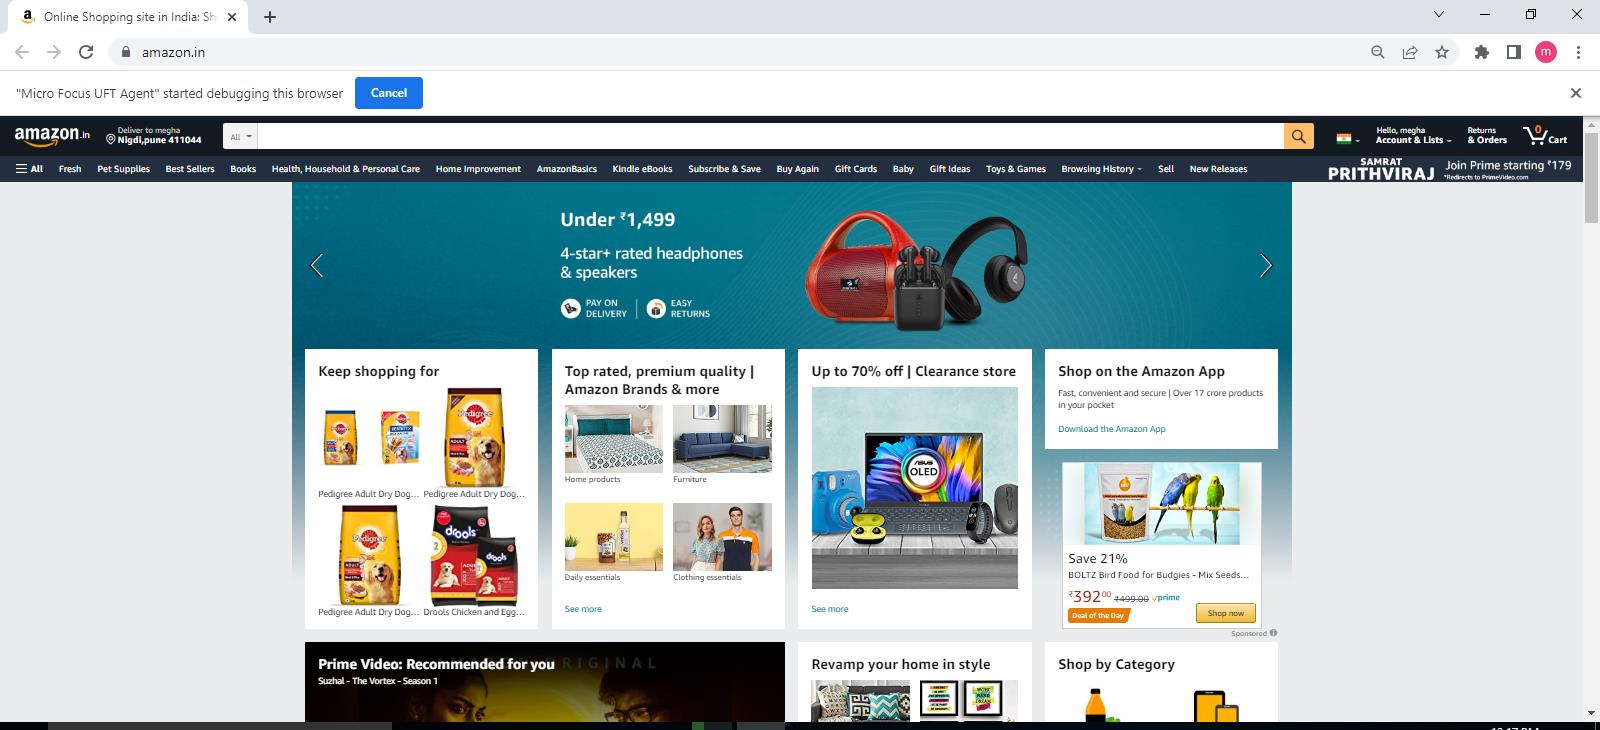 Online Shopping site in India: Sh
amazon.in
m
"Micro Focus UFT Agent" started debugging this browser
Cancel
amazon.in
Deliver to megha
Nigdi,pune 411044
All
Hello, megha
Account & Lists
Returns
& Orders
0
Cart
All
Fresh
Pet Supplies
Best Sellers
Books
Health, Household & Personal Care
Home Improvement
AmazonBasics
Kindle eBooks
Subscribe & Save
Buy Again
Gift Cards
Baby
Gift Ideas
Toys & Games
Browsing History
Sell
New Releases
SAMRAT
PRITHVIRAJ
Join Prime starting ₹179
*Redirects to PrimeVideo.com
Under ₹1,499
4-star+ rated headphones
& speakers
PAY ON
DELIVERY
EASY
RETURNS
Keep shopping for
Pedigree
Pedigree Adult Dry Dog...
Pedigree Adult Dry Dog...
Pedigree
drools
drools
Pedigree Adult Dry Dog...
Drools Chicken and Egg...
Top rated, premium quality |
Amazon Brands & more
Home products
Furniture
Daily essentials
Clothing essentials
See more
Up to 70% off | Clearance store
ASUS
OLED
See more
Shop on the Amazon App
Fast, convenient and secure | Over 17 crore products
in your pocket
Download the Amazon App
Save 21%
BOLTZ Bird Food for Budgies - Mix Seeds...
₹392.00 ₹499.00 prime
Deal of the Day
Shop now
Sponsored
Prime Video: Recommended for you
Suzhal - The Vortex - Season 1
Revamp your home in style
Shop by Category